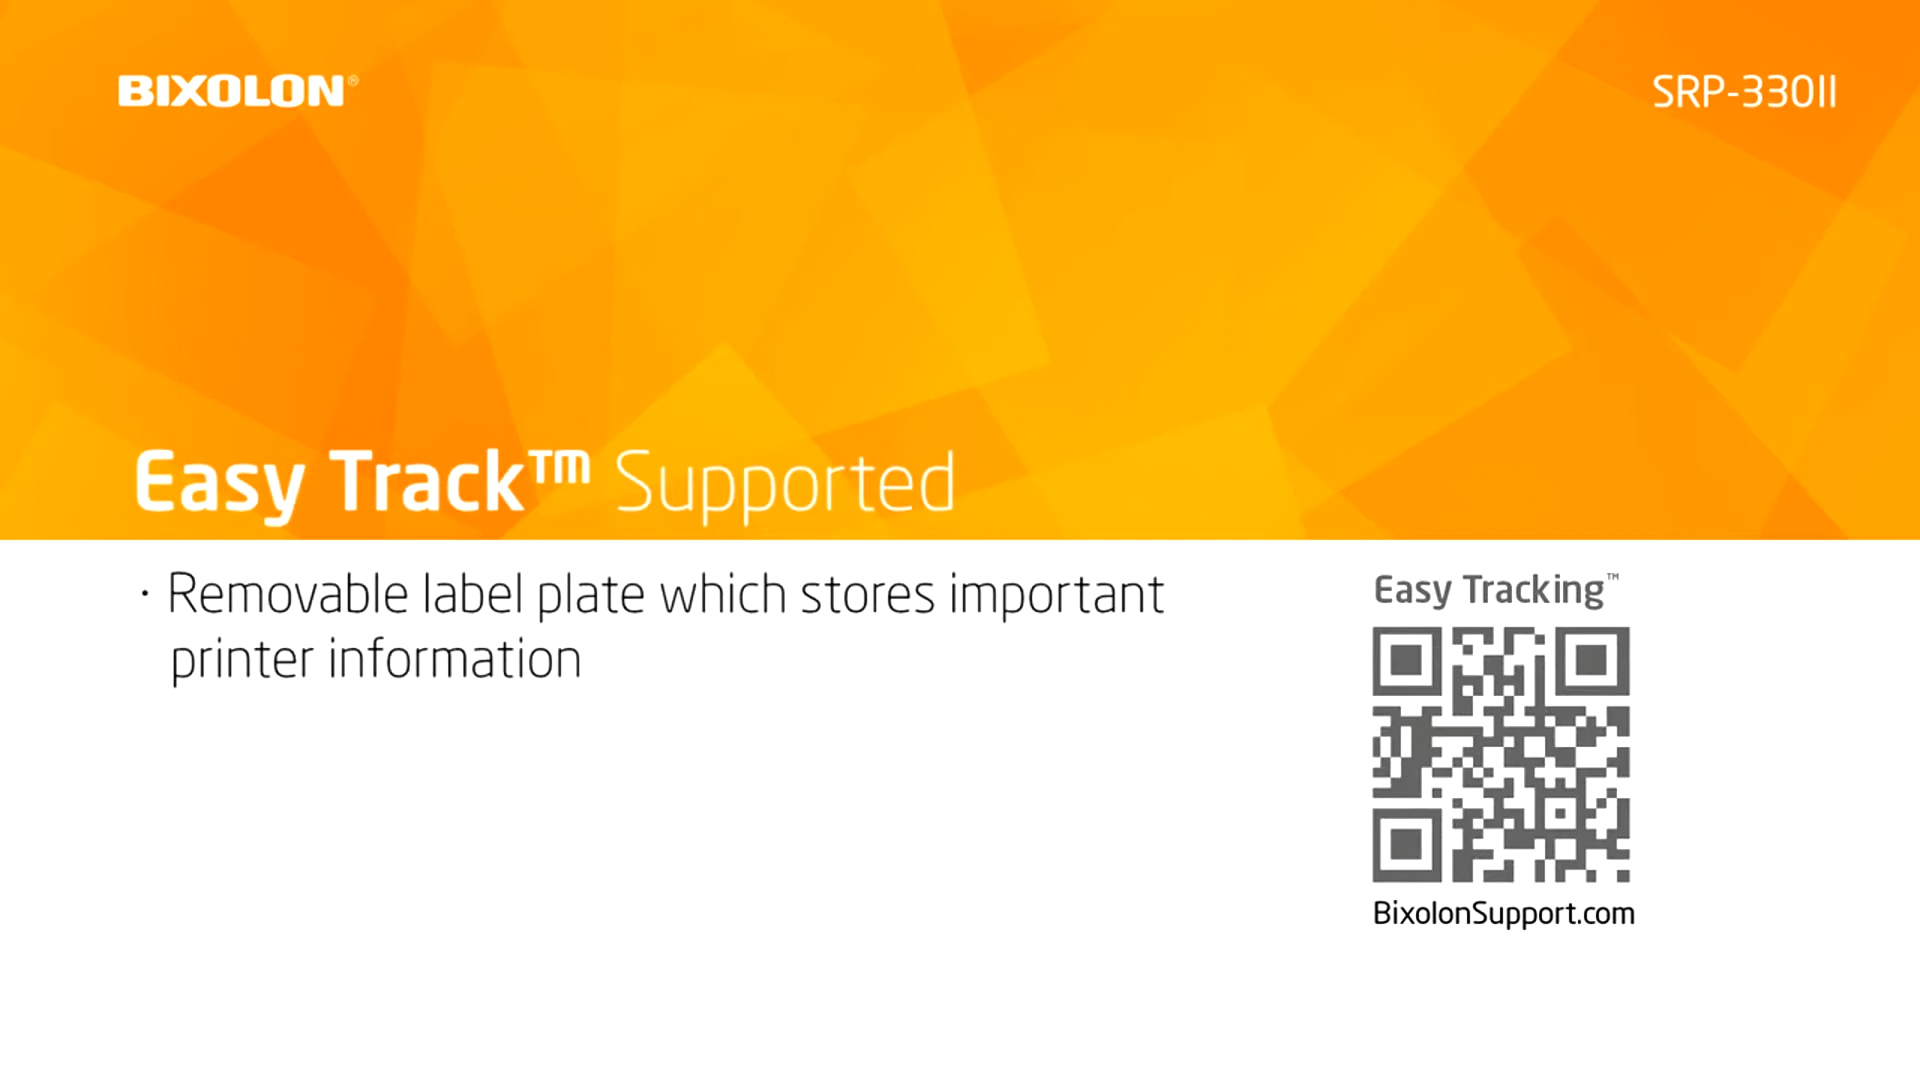 BIXOLON®
SRP-330II
Easy Track™ Supported
· Removable label plate which stores important
printer information
Easy Tracking™
BixolonSupport.com